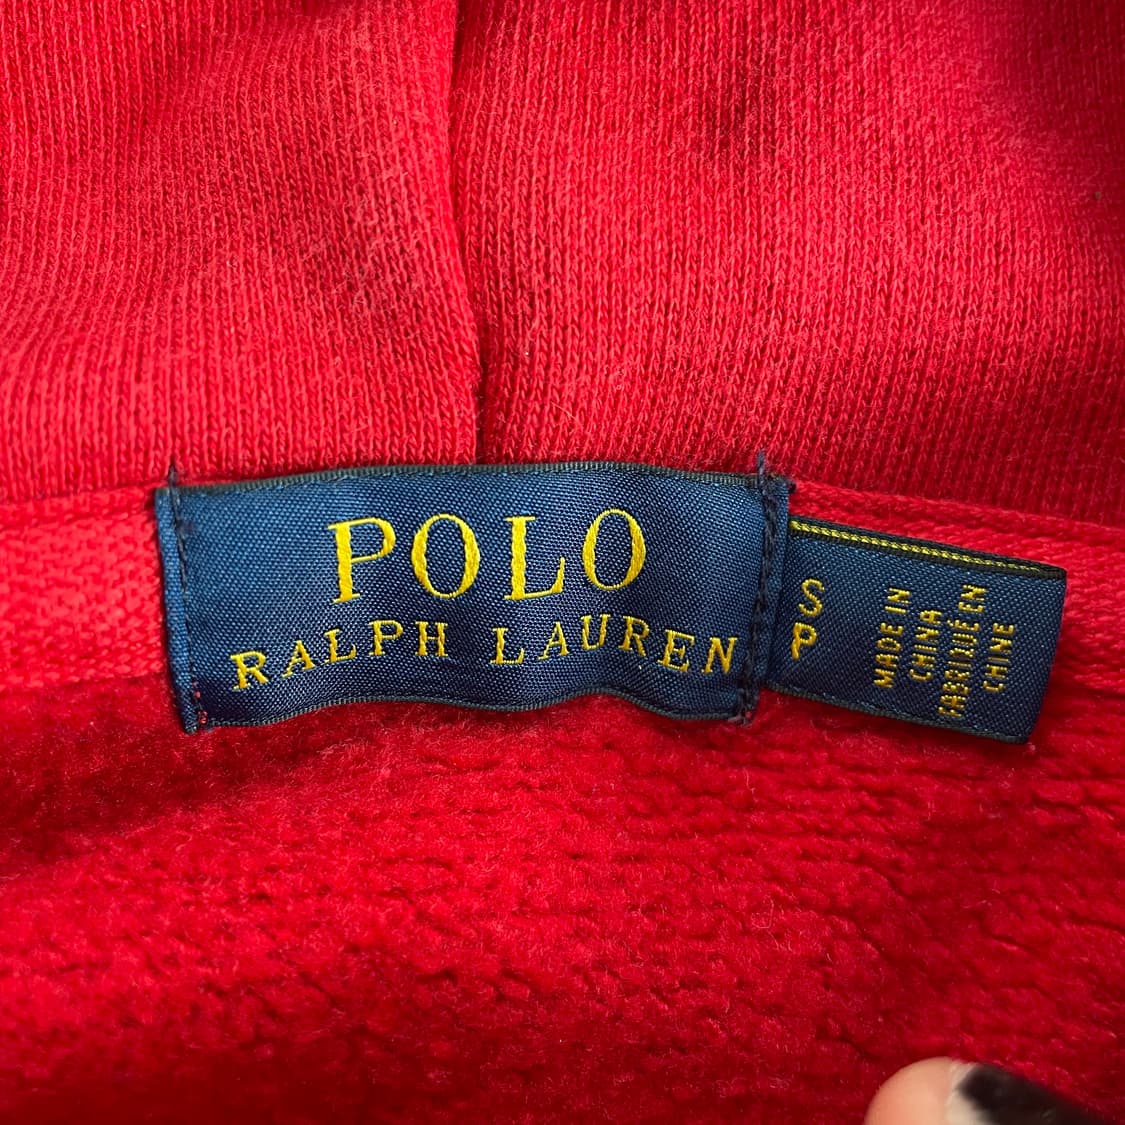 POLO
RALPH LAUREN
S
P
MADE IN
CHINA
FABRIQUÉ EN
CHINE